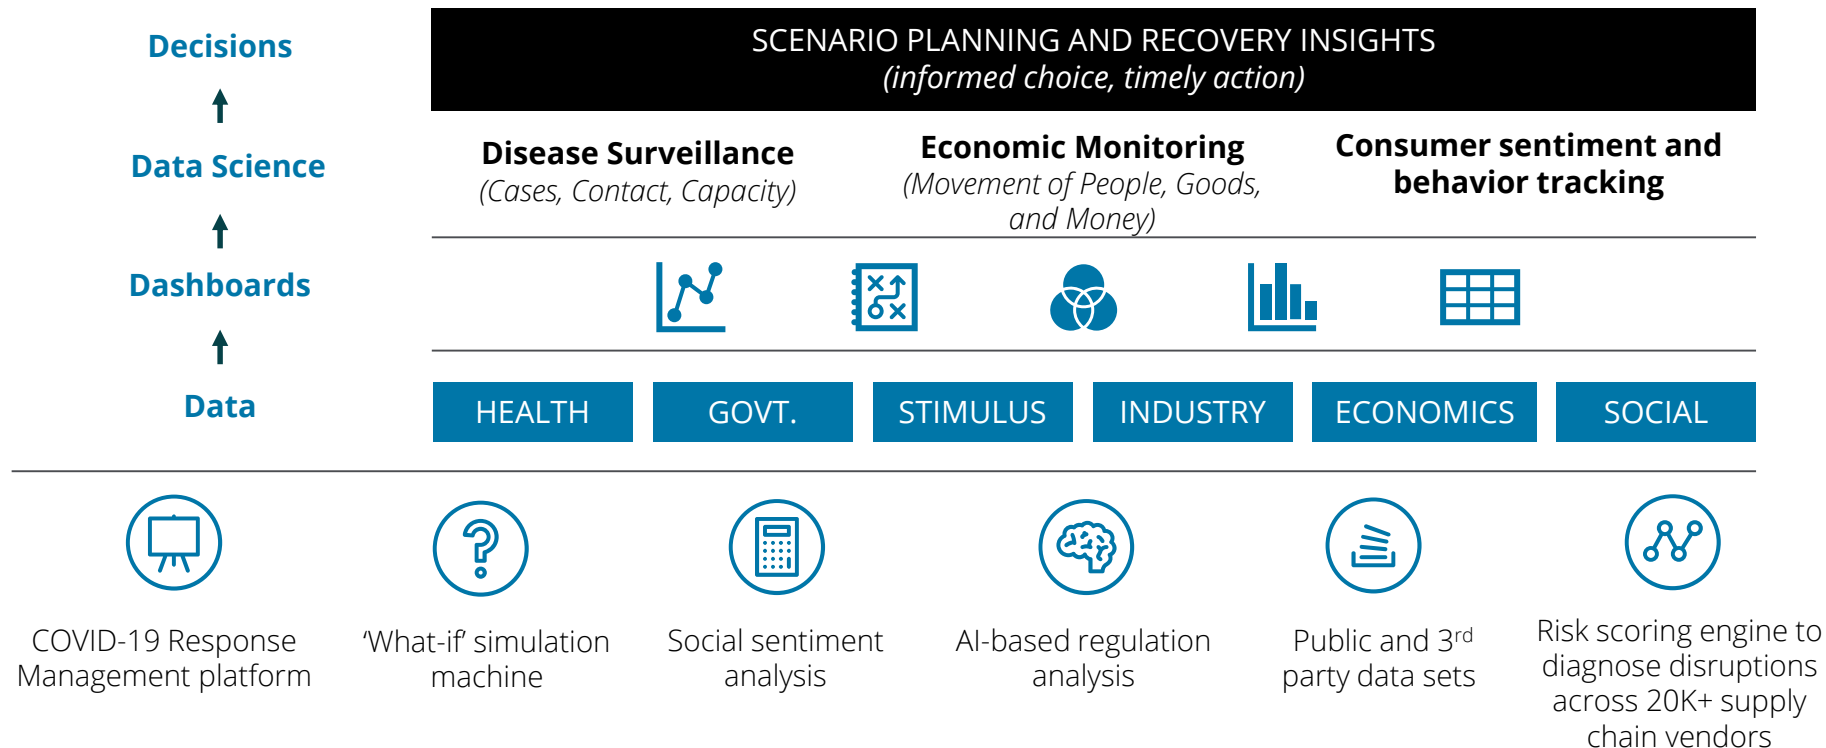 Decisions
SCENARIO PLANNING AND RECOVERY INSIGHTS
(informed choice, timely action)
Data Science
Disease Surveillance
(Cases, Contact, Capacity)
Economic Monitoring
(Movement of People, Goods,
and Money)
Consumer sentiment and
behavior tracking
Dashboards
Data
HEALTH
GOVT.
STIMULUS
INDUSTRY
ECONOMICS
SOCIAL
COVID-19 Response
Management platform
‘What-if’ simulation
machine
Social sentiment
analysis
AI-based regulation
analysis
Public and 3rd
party data sets
Risk scoring engine to
diagnose disruptions
across 20K+ supply
chain vendors